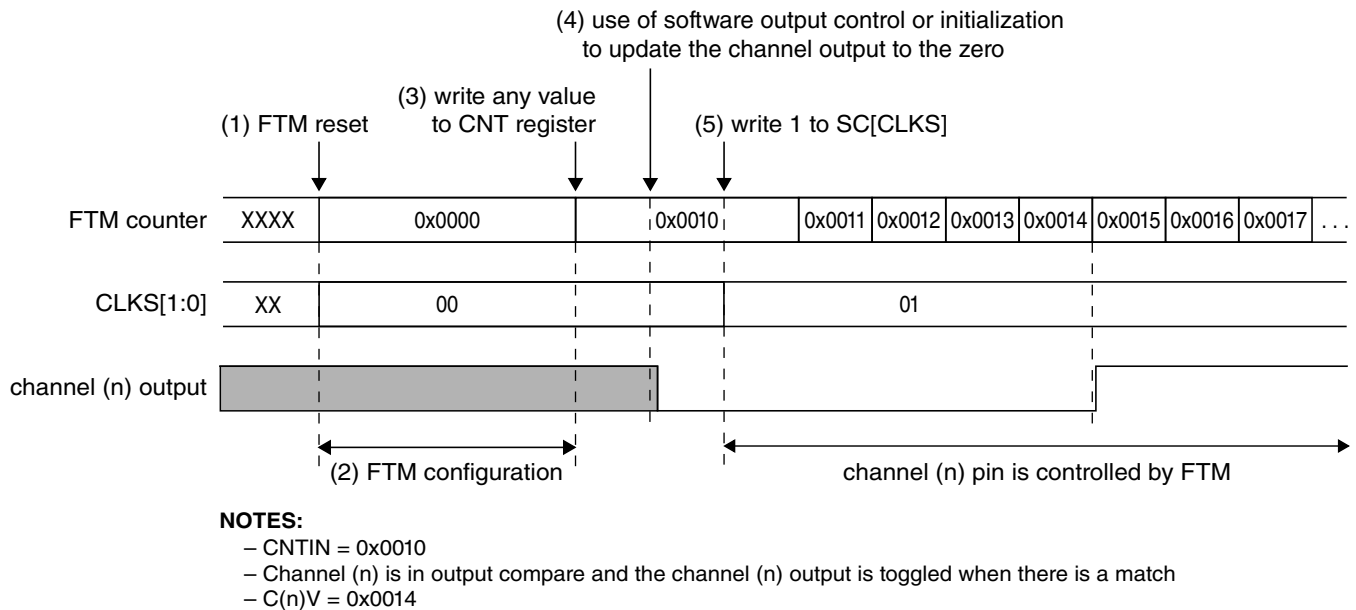 (4) use of software output control or initialization
to update the channel output to the zero
(3) write any value
to CNT register
(1) FTM reset
(5) write 1 to SC[CLKS]
FTM counter XXXX 0x0000 0x0010 0x0011 0x0012 0x0013 0x0014 0x0015 0x0016 0x0017 . . .
CLKS[1:0] XX 00 01
channel (n) output
(2) FTM configuration
channel (n) pin is controlled by FTM
NOTES:
– CNTIN = 0x0010
– Channel (n) is in output compare and the channel (n) output is toggled when there is a match
– C(n)V = 0x0014